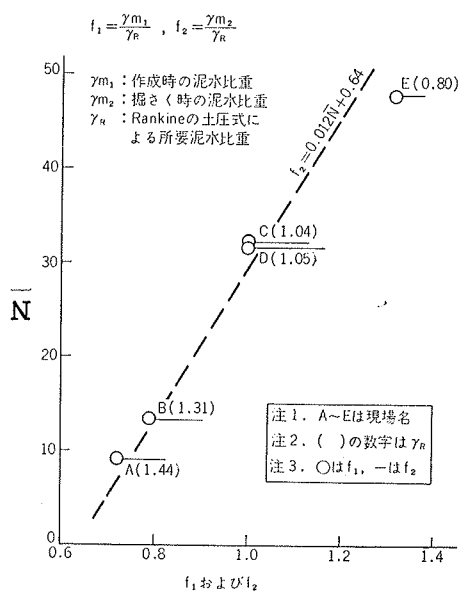 f₁=γm₁/γR , f₂=γm₂/γR
50
γm₁：作成時の泥水比重
γm₂：掘さく時の泥水比重
γR：Rankineの土圧式に
よる所要泥水比重
E(0.80)
f₂=0.012N̄+0.64
40
C(1.04)
30
D(1.05)
N̄
20
B(1.31)
注1．A～Eは現場名
注2．( )の数字はγR
注3．○はf₁，－はf₂
10
A(1.44)
0
0.6 0.8 1.0 1.2 1.4
f₁およびf₂